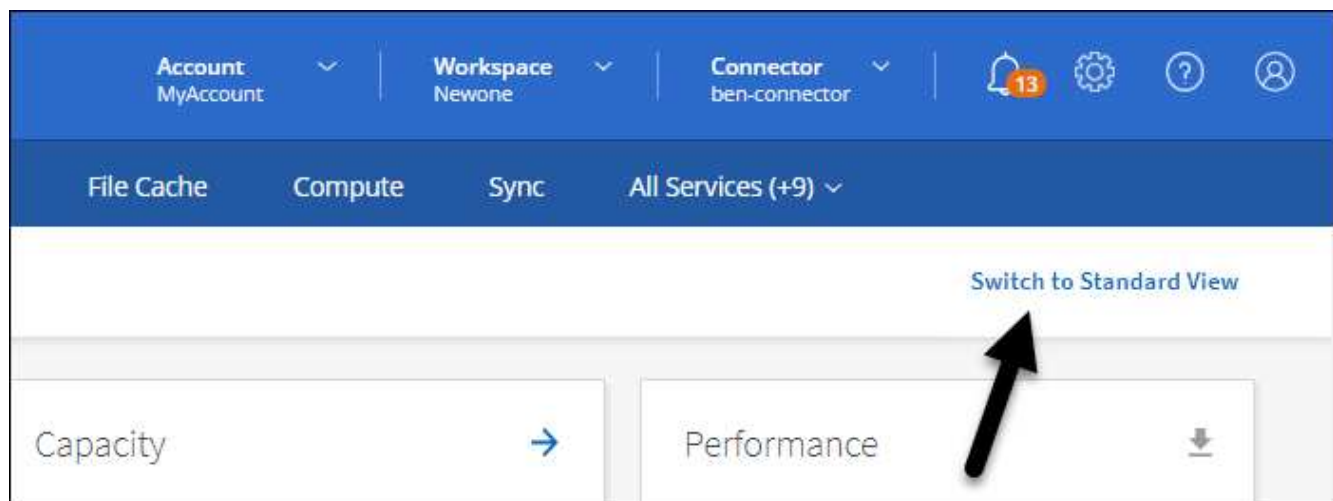 Account
MyAccount
Workspace
Newone
Connector
ben-connector
13
?
File Cache Compute Sync All Services (+9)
Switch to Standard View
Capacity
Performance